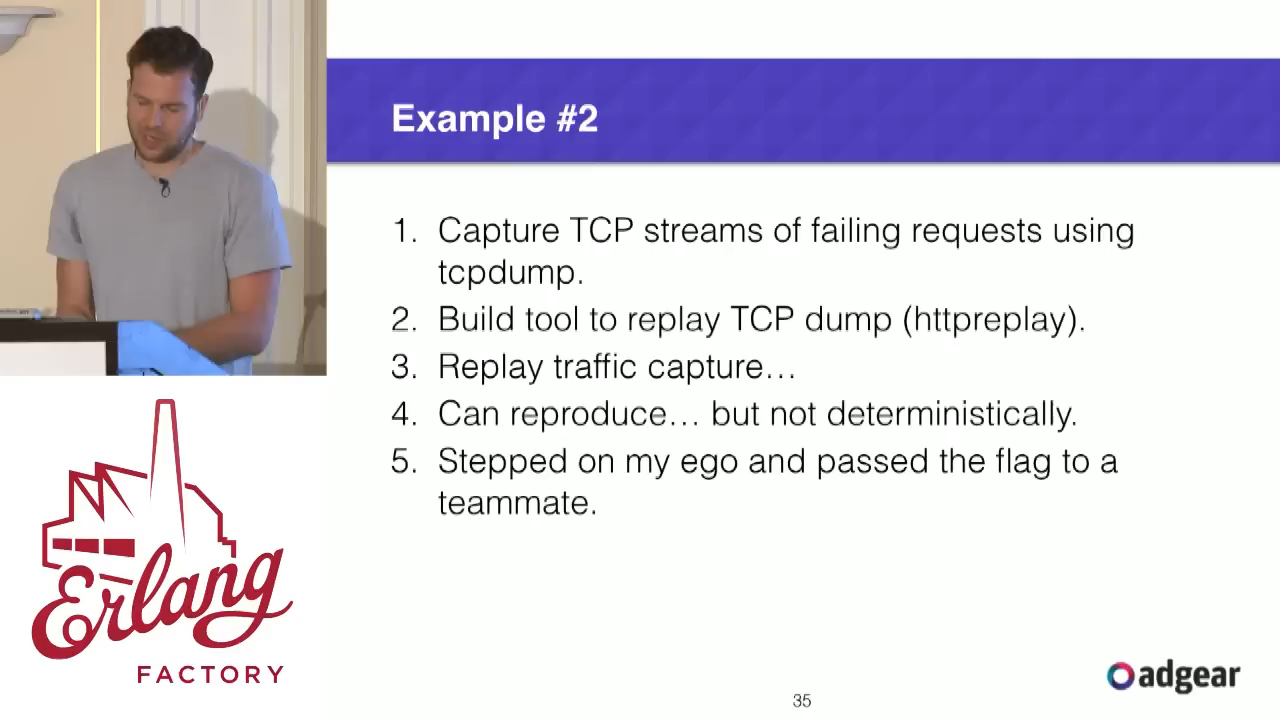 Example #2
1. Capture TCP streams of failing requests using
tcpdump.
2. Build tool to replay TCP dump (httpreplay).
3. Replay traffic capture…
4. Can reproduce… but not deterministically.
5. Stepped on my ego and passed the flag to a
teammate.
Erlang
FACTORY
adgear
35